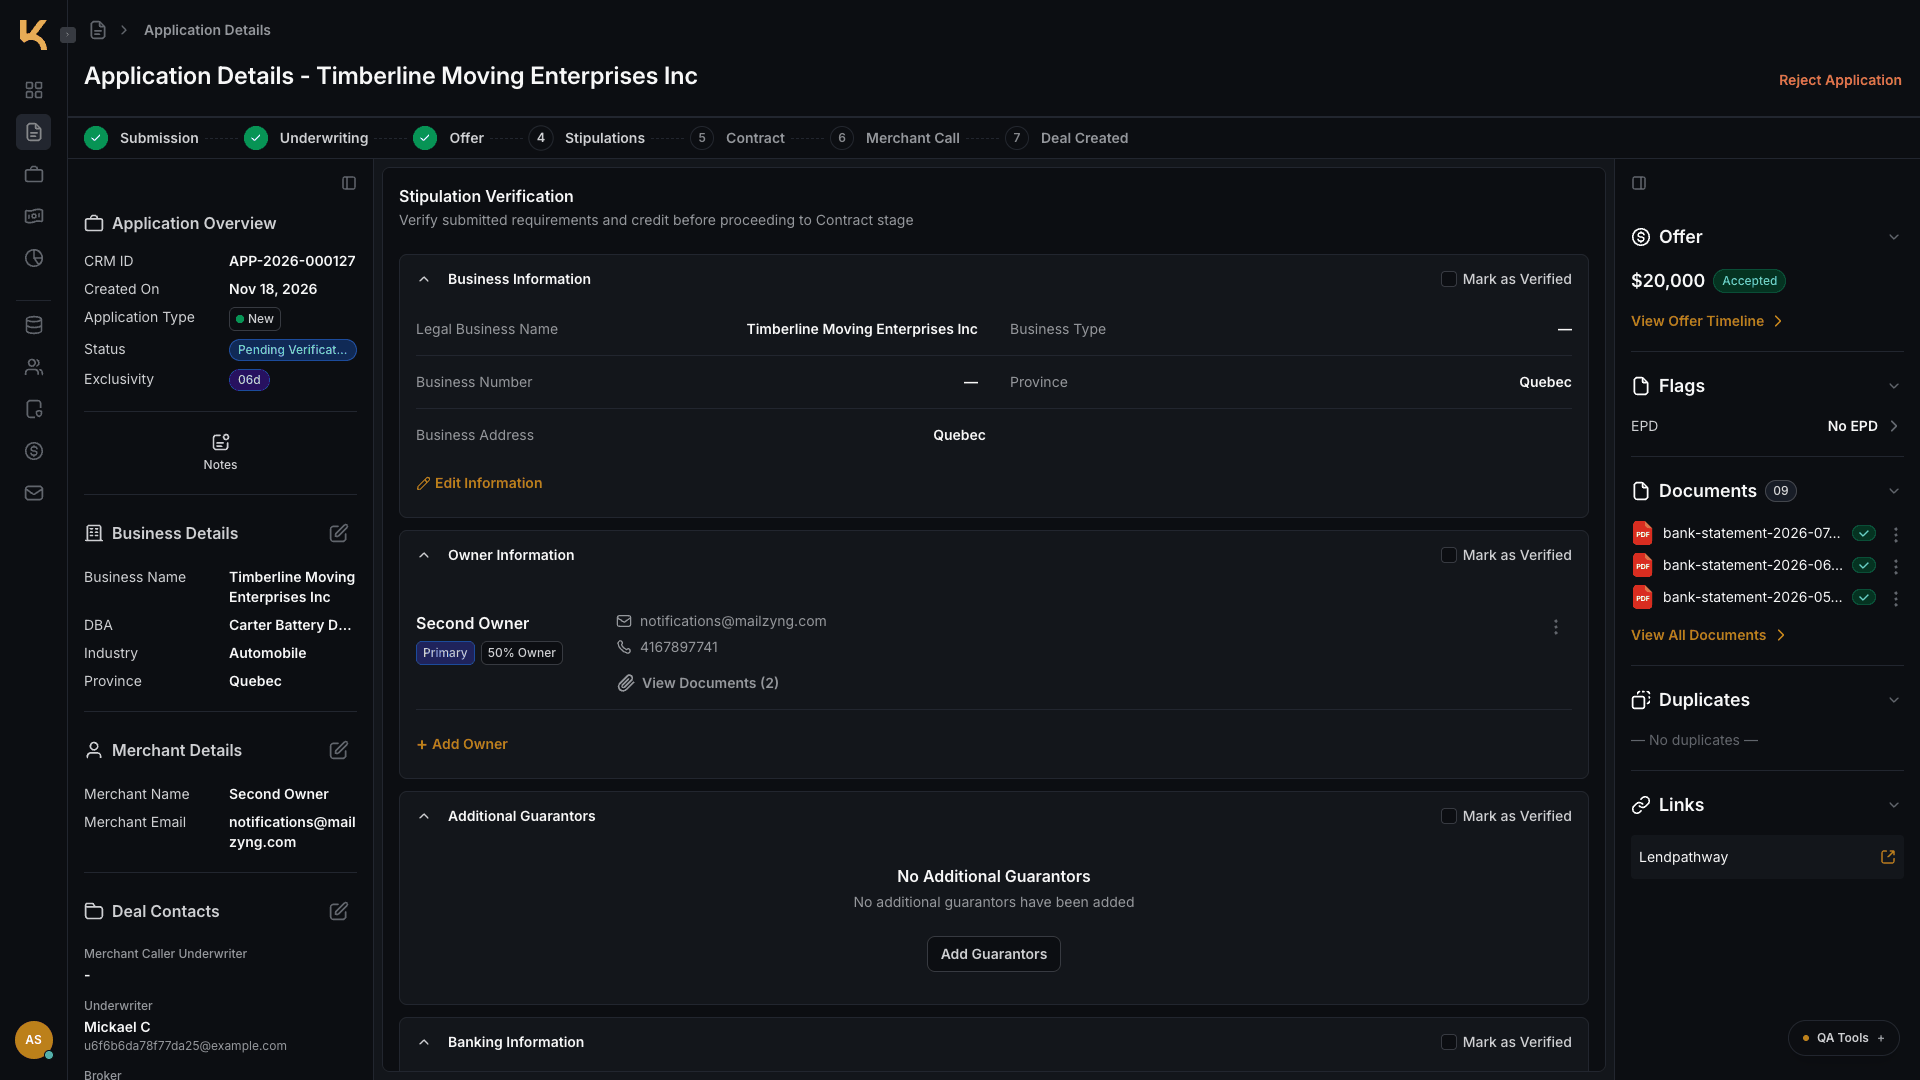 Application Details
Application Details - Timberline Moving Enterprises Inc
Reject Application
Submission
Underwriting
Offer
4 Stipulations
5 Contract
6 Merchant Call
7 Deal Created
Application Overview
CRM ID APP-2026-000127
Created On Nov 18, 2026
Application Type New
Status Pending Verificat...
Exclusivity 06d
Notes
Business Details
Business Name Timberline Moving
Enterprises Inc
DBA Carter Battery D...
Industry Automobile
Province Quebec
Merchant Details
Merchant Name Second Owner
Merchant Email notifications@mail
zyng.com
Deal Contacts
Merchant Caller Underwriter
-
Underwriter
Mickael C
u6f6b6da78f77da25@example.com
Broker
AS
Stipulation Verification
Verify submitted requirements and credit before proceeding to Contract stage
Business Information Mark as Verified
Legal Business Name Timberline Moving Enterprises Inc Business Type —
Business Number — Province Quebec
Business Address Quebec
Edit Information
Owner Information Mark as Verified
Second Owner
Primary 50% Owner
notifications@mailzyng.com
4167897741
View Documents (2)
+ Add Owner
Additional Guarantors Mark as Verified
No Additional Guarantors
No additional guarantors have been added
Add Guarantors
Banking Information Mark as Verified
Offer
$20,000 Accepted
View Offer Timeline
Flags
EPD No EPD
Documents 09
PDF bank-statement-2026-07...
PDF bank-statement-2026-06...
PDF bank-statement-2026-05...
View All Documents
Duplicates
— No duplicates —
Links
Lendpathway
QA Tools +